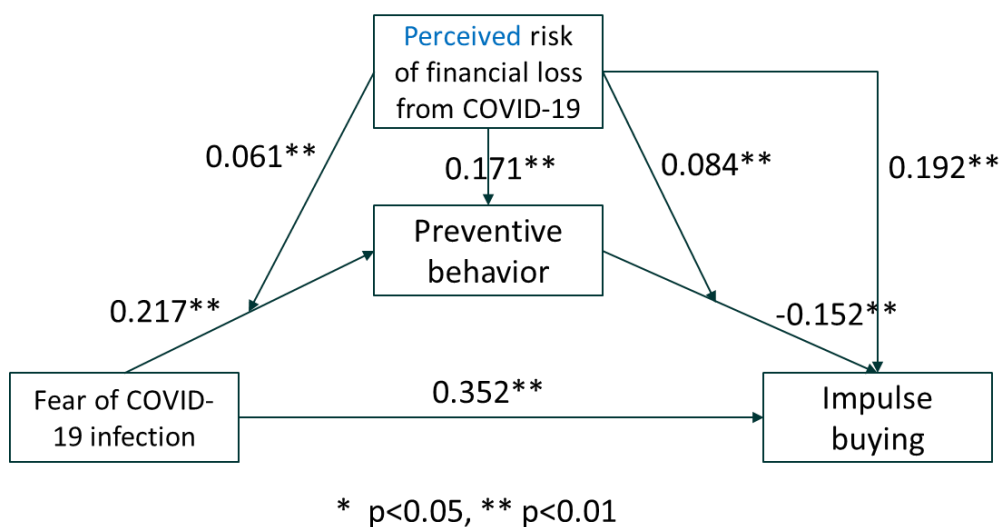 Perceived risk
of financial loss
from COVID-19
0.061**
0.171**
0.084**
0.192**
Preventive
behavior
0.217**
-0.152**
Fear of COVID-
19 infection
0.352**
Impulse
buying
* p<0.05, ** p<0.01